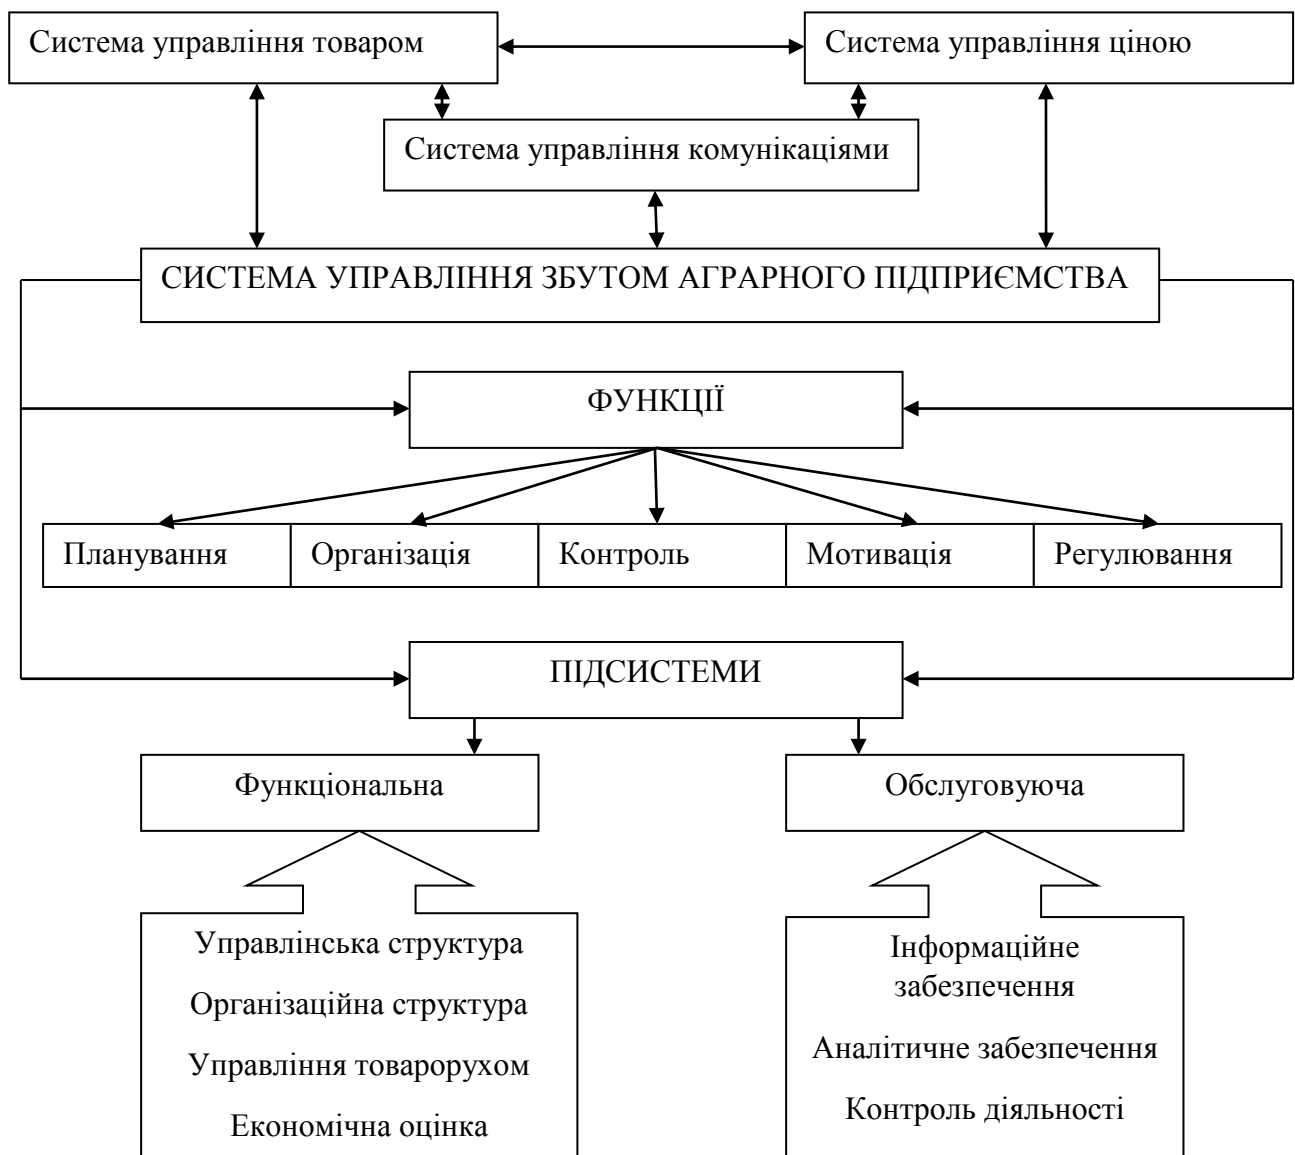 Система управління товаром
Система управління ціною
Система управління комунікаціями
СИСТЕМА УПРАВЛІННЯ ЗБУТОМ АГРАРНОГО ПІДПРИЄМСТВА
ФУНКЦІЇ
Планування
Організація
Контроль
Мотивація
Регулювання
ПІДСИСТЕМИ
Функціональна
Обслуговуюча
Управлінська структура
Організаційна структура
Управління товарорухом
Економічна оцінка
Інформаційне
забезпечення
Аналітичне забезпечення
Контроль діяльності